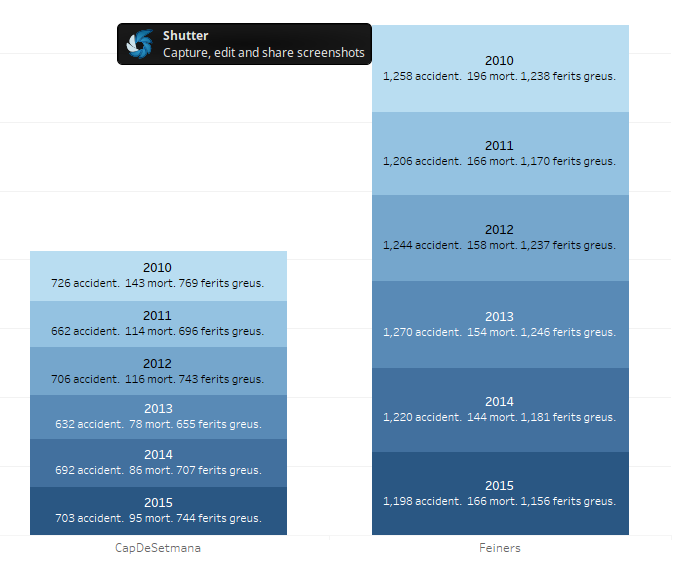 Shutter
Capture, edit and share screenshots
2010
1,258 accident.  196 mort. 1,238 ferits greus.
2011
1,206 accident.  166 mort. 1,170 ferits greus.
2012
1,244 accident.  158 mort. 1,237 ferits greus.
2013
1,270 accident.  154 mort. 1,246 ferits greus.
2014
1,220 accident.  144 mort. 1,181 ferits greus.
2015
1,198 accident.  166 mort. 1,156 ferits greus.
2010
726 accident.  143 mort. 769 ferits greus.
2011
662 accident.  114 mort. 696 ferits greus.
2012
706 accident.  116 mort. 743 ferits greus.
2013
632 accident.  78 mort. 655 ferits greus.
2014
692 accident.  86 mort. 707 ferits greus.
2015
703 accident.  95 mort. 744 ferits greus.
CapDeSetmana
Feiners